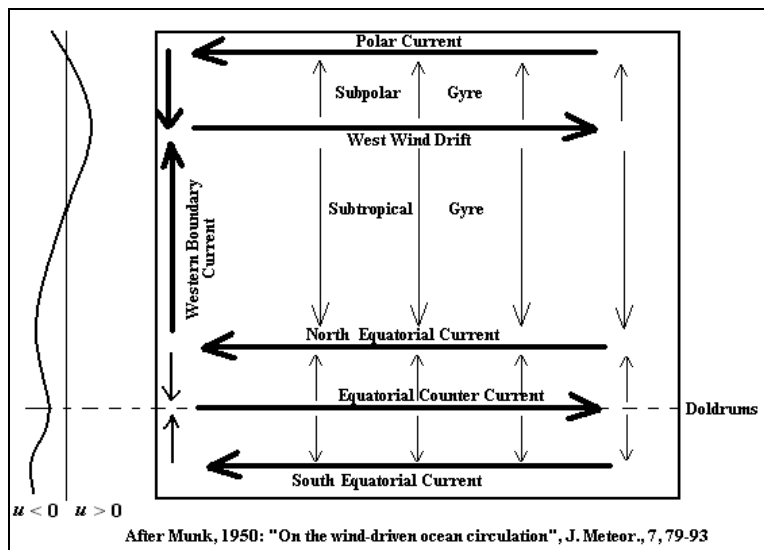 Polar Current
Subpolar Gyre
West Wind Drift
Western Boundary
Current
Subtropical Gyre
North Equatorial Current
Equatorial Counter Current
Doldrums
South Equatorial Current
u < 0 u > 0
After Munk, 1950: "On the wind-driven ocean circulation", J. Meteor., 7, 79-93